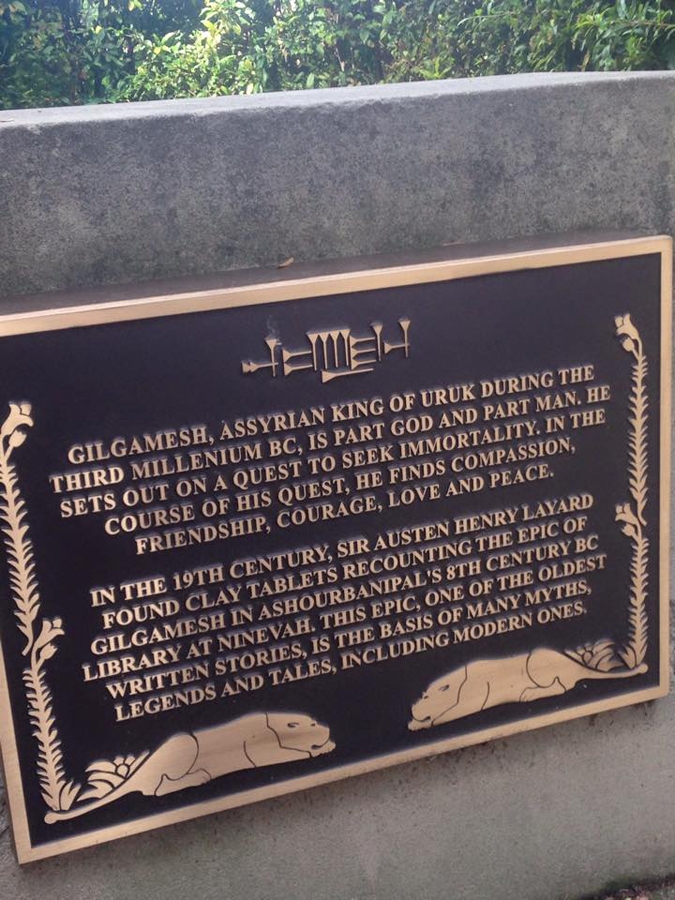 GILGAMESH, ASSYRIAN KING OF URUK DURING THE
THIRD MILLENIUM BC, IS PART GOD AND PART MAN. HE
SETS OUT ON A QUEST TO SEEK IMMORTALITY. IN THE
COURSE OF HIS QUEST, HE FINDS COMPASSION,
FRIENDSHIP, COURAGE, LOVE AND PEACE.
IN THE 19TH CENTURY, SIR AUSTEN HENRY LAYARD
FOUND CLAY TABLETS RECOUNTING THE EPIC OF
GILGAMESH IN ASHOURBANIPAL'S 8TH CENTURY BC
LIBRARY AT NINEVAH. THIS EPIC, ONE OF THE OLDEST
WRITTEN STORIES, IS THE BASIS OF MANY MYTHS,
LEGENDS AND TALES, INCLUDING MODERN ONES.